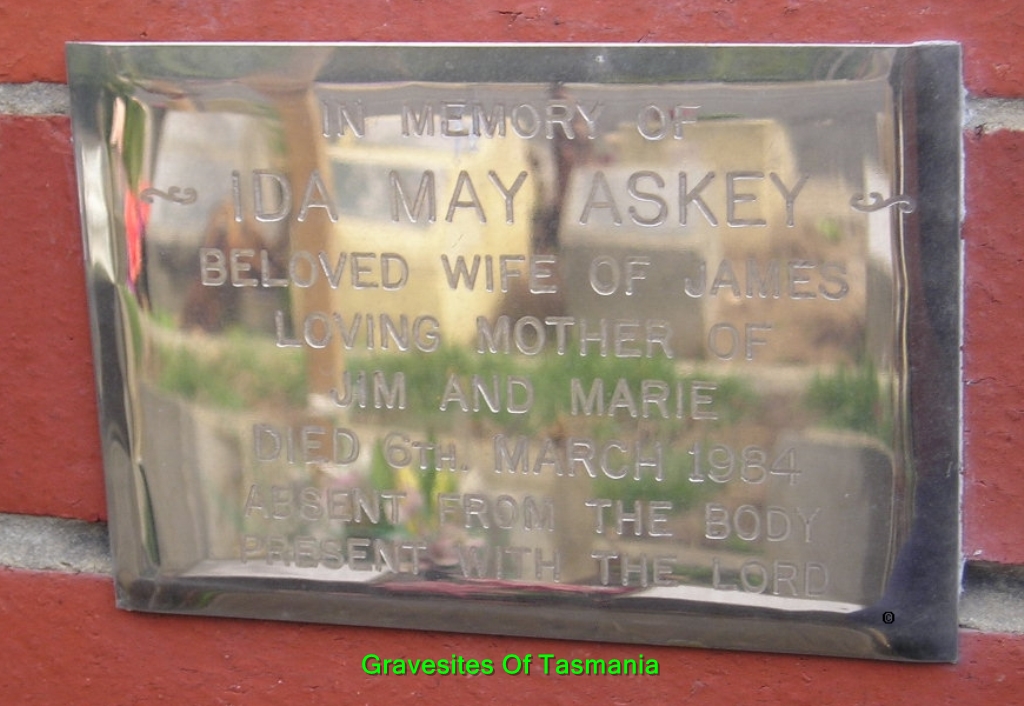 IN MEMORY OF
IDA MAY ASKEY
BELOVED WIFE OF JAMES
LOVING MOTHER OF
JIM AND MARIE
DIED 6TH. MARCH 1984
ABSENT FROM THE BODY
PRESENT WITH THE LORD
Gravesites Of Tasmania